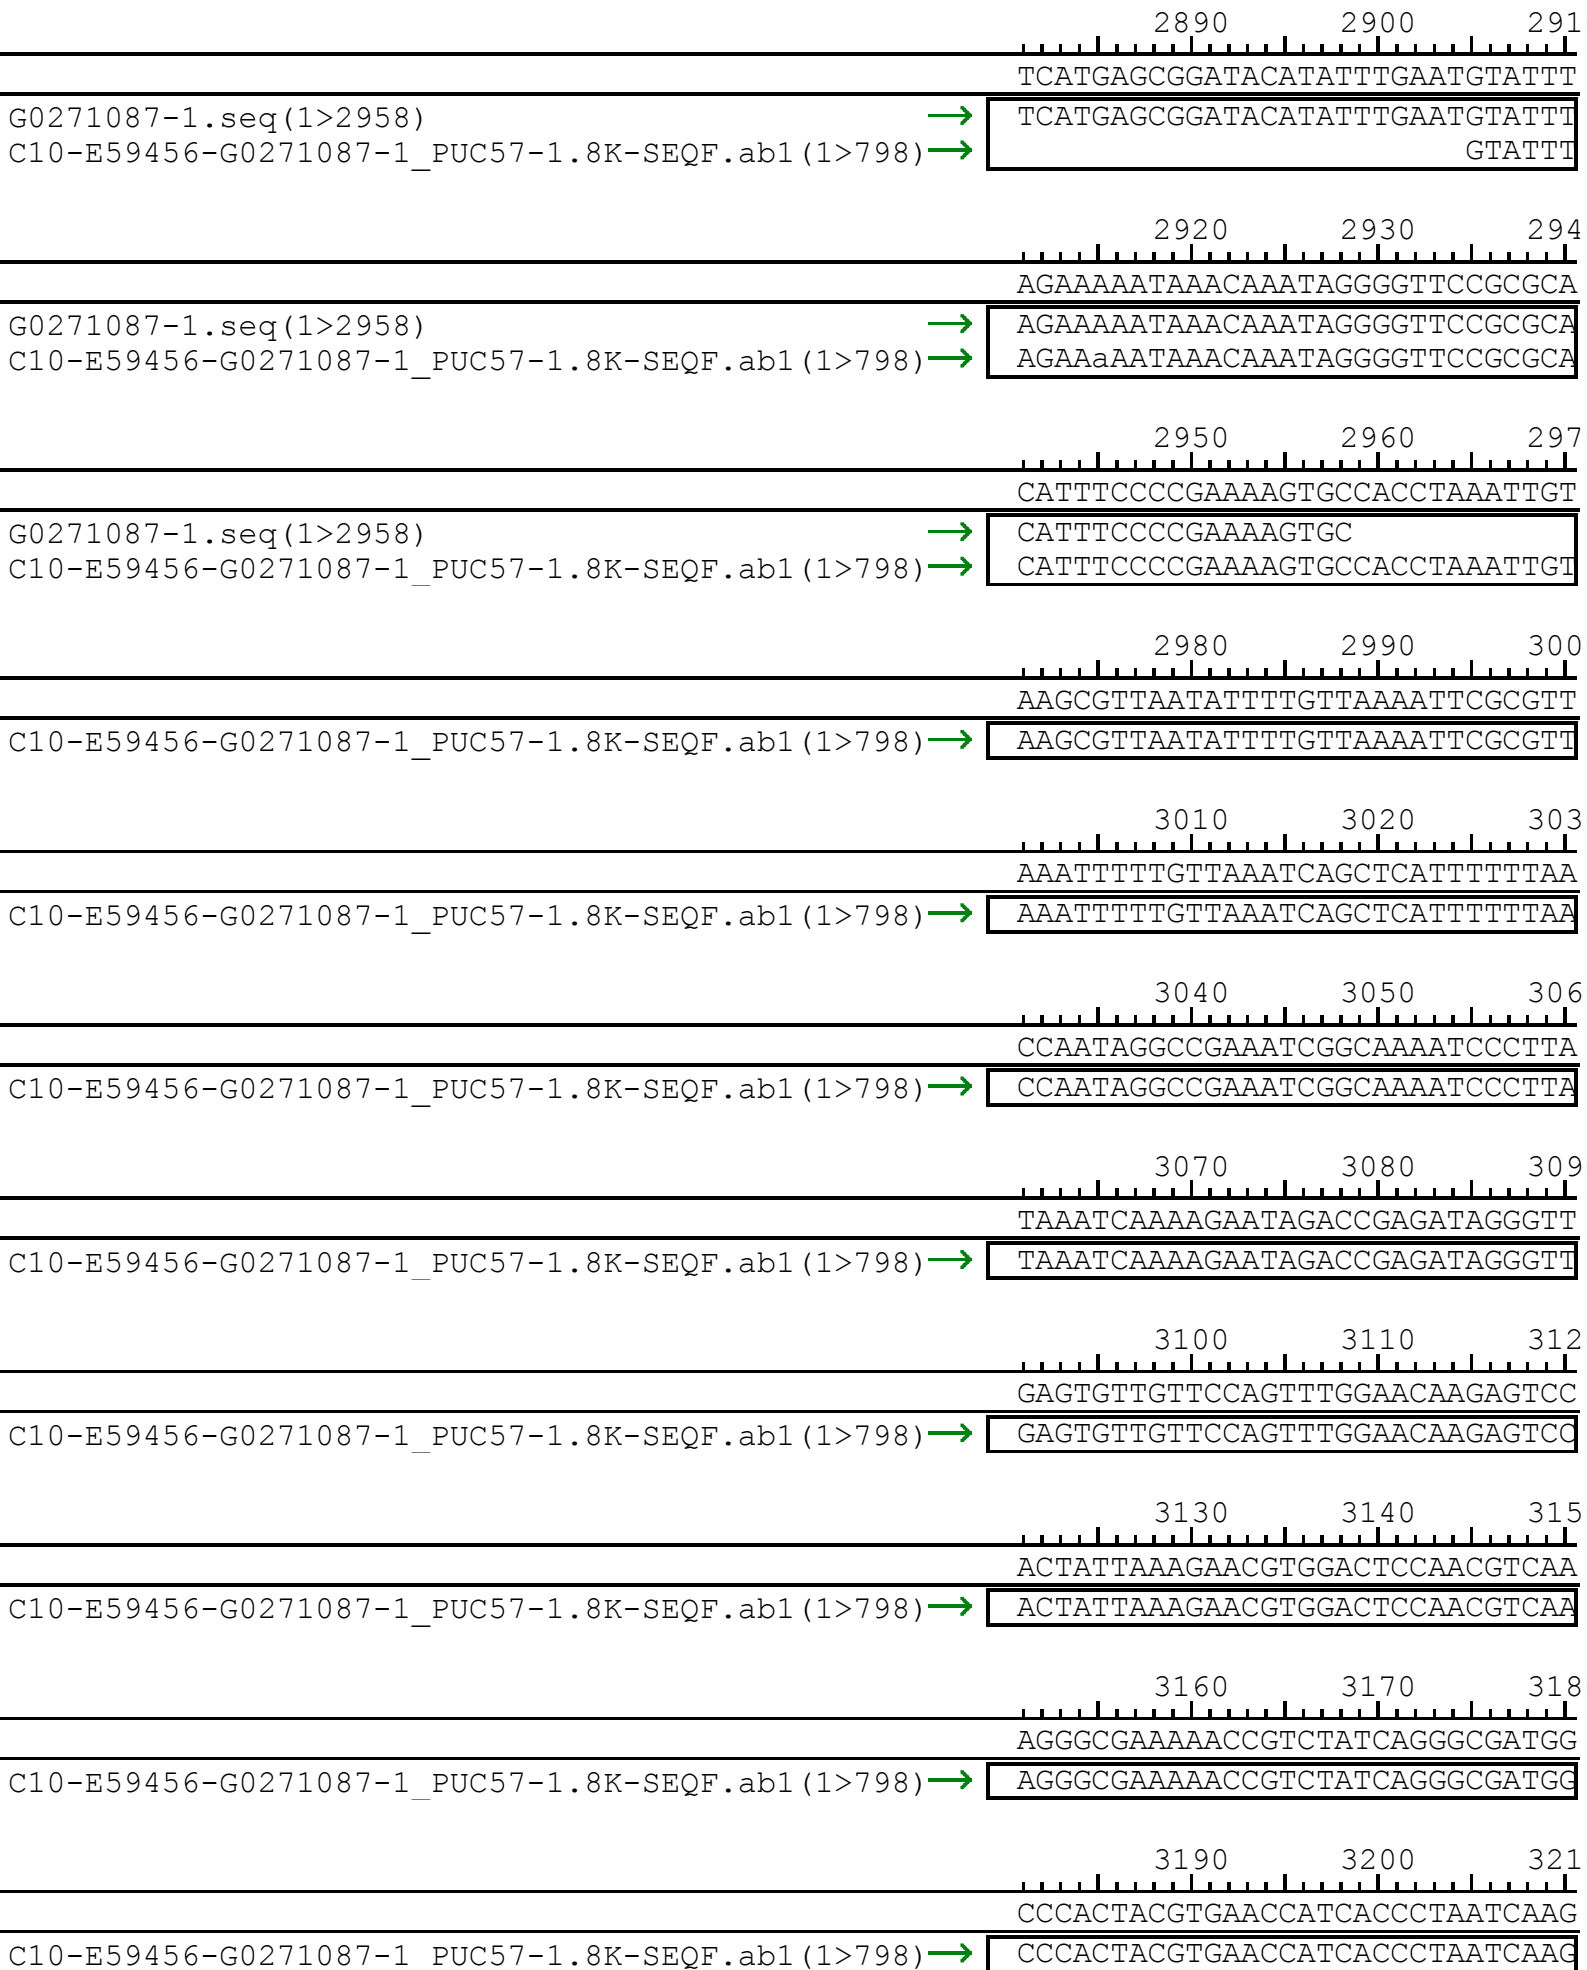 2890 2900 291
TCATGAGCGGATACATATTTGAATGTATTT
G0271087-1.seq(1>2958) → TCATGAGCGGATACATATTTGAATGTATTT
C10-E59456-G0271087-1_PUC57-1.8K-SEQF.ab1(1>798) → GTATTT
2920 2930 294
AGAAAAATAAACAAATAGGGGTTCCGCGCA
G0271087-1.seq(1>2958) → AGAAAAATAAACAAATAGGGGTTCCGCGCA
C10-E59456-G0271087-1_PUC57-1.8K-SEQF.ab1(1>798) → AGAAaAATAAACAAATAGGGGTTCCGCGCA
2950 2960 297
CATTTCCCCGAAAAGTGCCACCTAAATTGT
G0271087-1.seq(1>2958) → CATTTCCCCGAAAAGTGC
C10-E59456-G0271087-1_PUC57-1.8K-SEQF.ab1(1>798) → CATTTCCCCGAAAAGTGCCACCTAAATTGT
2980 2990 300
AAGCGTTAATATTTTGTTAAAATTCGCGTT
C10-E59456-G0271087-1_PUC57-1.8K-SEQF.ab1(1>798) → AAGCGTTAATATTTTGTTAAAATTCGCGTT
3010 3020 303
AAATTTTTGTTAAATCAGCTCATTTTTTAA
C10-E59456-G0271087-1_PUC57-1.8K-SEQF.ab1(1>798) → AAATTTTTGTTAAATCAGCTCATTTTTTAA
3040 3050 306
CCAATAGGCCGAAATCGGCAAAATCCCTTA
C10-E59456-G0271087-1_PUC57-1.8K-SEQF.ab1(1>798) → CCAATAGGCCGAAATCGGCAAAATCCCTTA
3070 3080 309
TAAATCAAAAGAATAGACCGAGATAGGGTT
C10-E59456-G0271087-1_PUC57-1.8K-SEQF.ab1(1>798) → TAAATCAAAAGAATAGACCGAGATAGGGTT
3100 3110 312
GAGTGTTGTTCCAGTTTGGAACAAGAGTCC
C10-E59456-G0271087-1_PUC57-1.8K-SEQF.ab1(1>798) → GAGTGTTGTTCCAGTTTGGAACAAGAGTCC
3130 3140 315
ACTATTAAAGAACGTGGACTCCAACGTCAA
C10-E59456-G0271087-1_PUC57-1.8K-SEQF.ab1(1>798) → ACTATTAAAGAACGTGGACTCCAACGTCAA
3160 3170 318
AGGGCGAAAAACCGTCTATCAGGGCGATGG
C10-E59456-G0271087-1_PUC57-1.8K-SEQF.ab1(1>798) → AGGGCGAAAAACCGTCTATCAGGGCGATGG
3190 3200 321
CCCACTACGTGAACCATCACCCTAATCAAG
C10-E59456-G0271087-1 PUC57-1.8K-SEQF.ab1(1>798) → CCCACTACGTGAACCATCACCCTAATCAAG